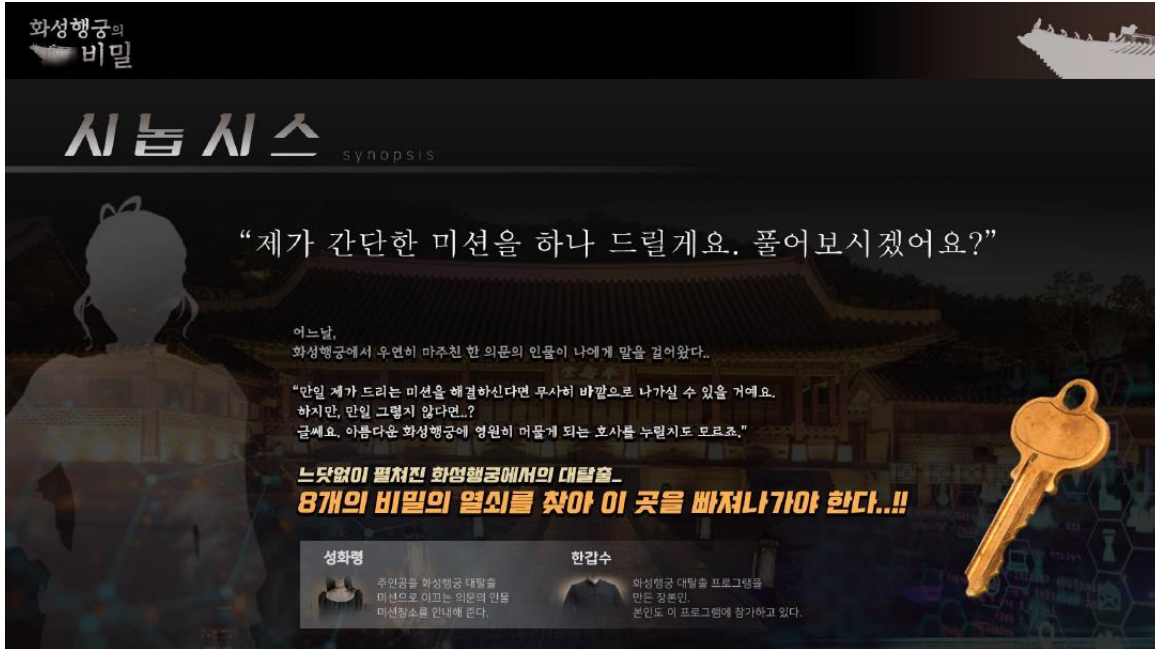 화성행궁의
비밀
시놉시스 synopsis
“제가 간단한 미션을 하나 드릴게요. 풀어보시겠어요?”
어느날,
화성행궁에서 우연히 마주친 한 의문의 인물이 나에게 말을 걸어왔다..
“만일 제가 드리는 미션을 해결하신다면 무사히 바깥으로 나가실 수 있을 거예요.
하지만, 만일 그렇지 않다면..?
글쎄요. 아름다운 화성행궁에 영원히 머물게 되는 호사를 누릴지도 모르죠.”
느닷없이 펼쳐진 화성행궁에서의 대탈출..
8개의 비밀의 열쇠를 찾아 이 곳을 빠져나가야 한다..!!
성화령
주인공을 화성행궁 대탈출
미션으로 이끄는 의문의 인물
미션장소를 안내해 준다.
한갑수
화성행궁 대탈출 프로그램을
만든 장본인.
본인도 이 프로그램에 참가하고 있다.